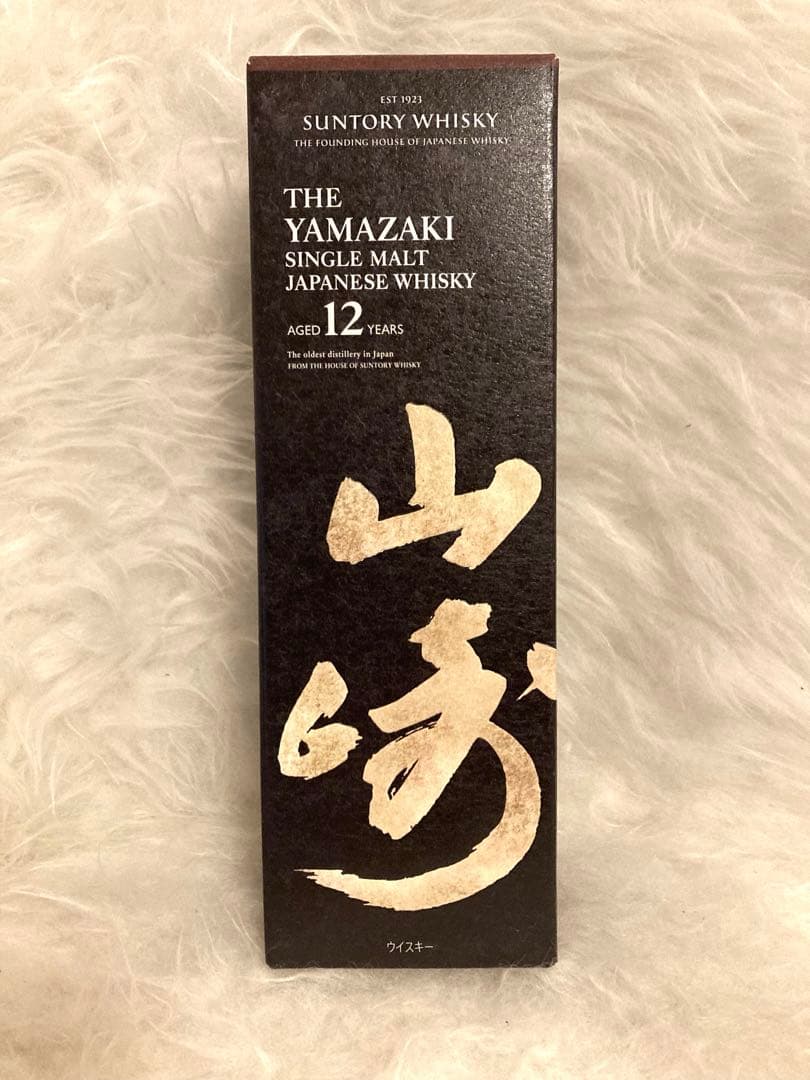 EST 1923
SUNTORY WHISKY
THE FOUNDING HOUSE OF JAPANESE WHISKY
THE
YAMAZAKI
SINGLE MALT
JAPANESE WHISKY
AGED 12 YEARS
The oldest distillery in Japan
FROM THE HOUSE OF SUNTORY WHISKY
山
崎
ウイスキー